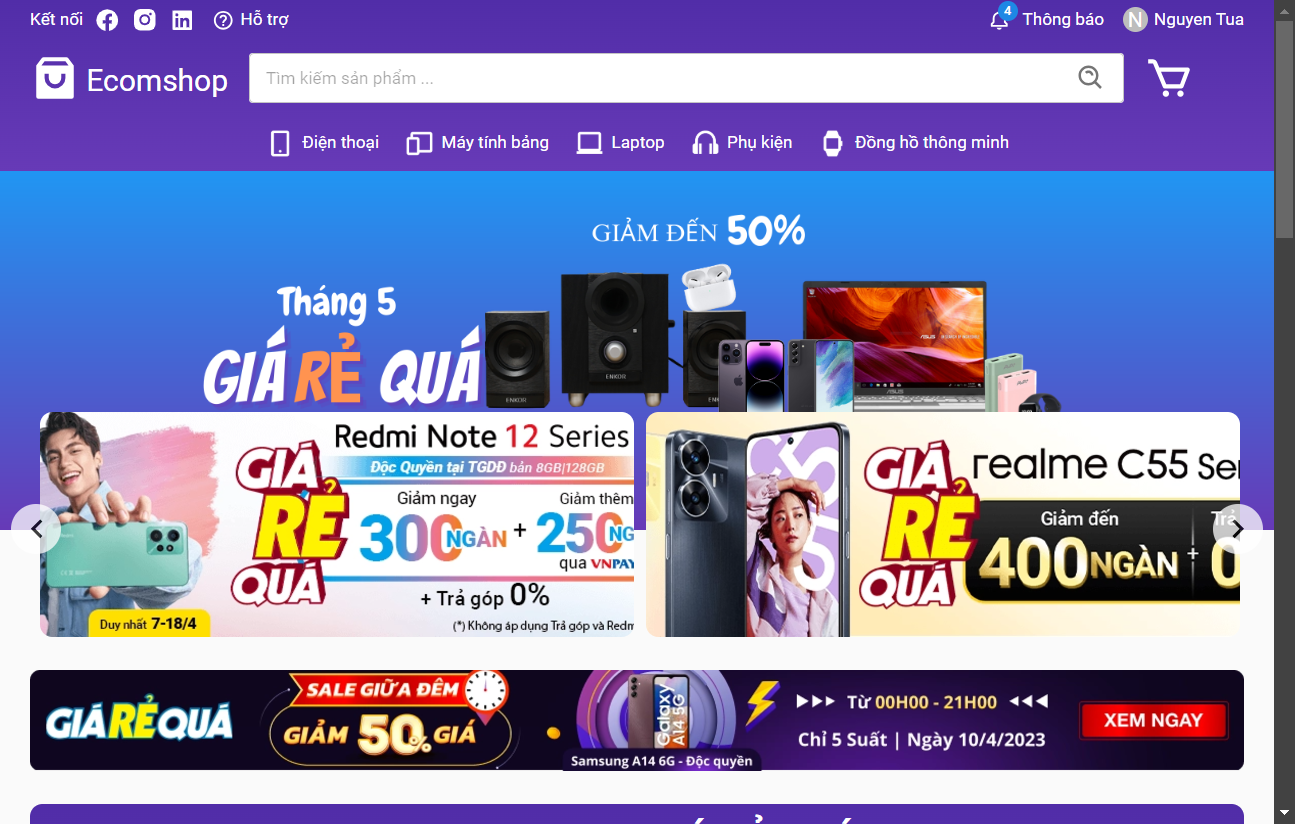 Kết nối
Hỗ trợ
4
Thông báo
N
Nguyen Tua
Ecomshop
Tìm kiếm sản phẩm ...
Điện thoại
Máy tính bảng
Laptop
Phụ kiện
Đồng hồ thông minh
GIẢM ĐẾN 50%
Tháng 5
GIÁ RẺ QUÁ
ENKOR
ENKOR
ASUS
Redmi Note 12 Series
Độc Quyền tại TGDĐ bản 8GB|128GB
GIÁ
RẺ
QUÁ
Giảm ngay
300NGÀN
+
Giảm thêm
250NG
qua VNPAY
+ Trả góp 0%
Duy nhất 7-18/4
(*) Không áp dụng Trả góp và Redm
C55
GIÁ
RẺ
QUÁ
realme C55 Se
Giảm đến
400NGÀN
+
Trả
0
GIÁ RẺ QUÁ
SALE GIỮA ĐÊM
GIẢM 50% GIÁ
Galaxy
A14 5G
Samsung A14 6G - Độc quyền
Từ 00H00 - 21H00
Chỉ 5 Suất | Ngày 10/4/2023
XEM NGAY